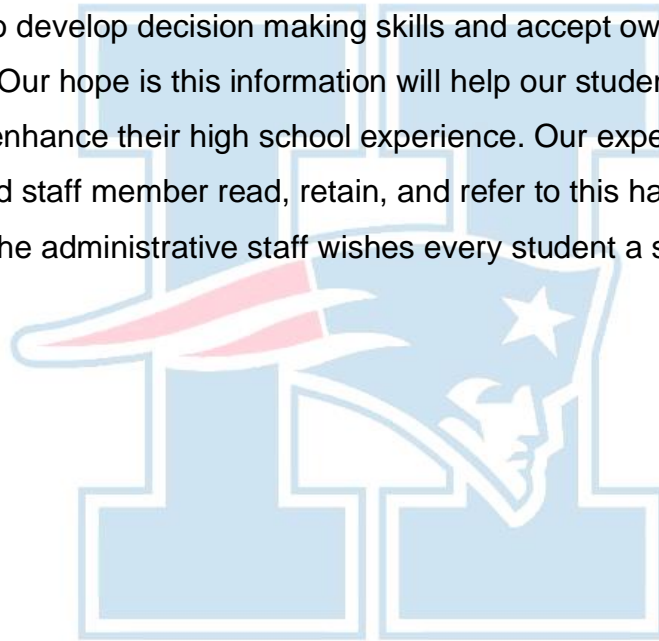 o develop decision making skills and accept ow
Our hope is this information will help our studen
enhance their high school experience. Our expe
d staff member read, retain, and refer to this ha
he administrative staff wishes every student a s
H